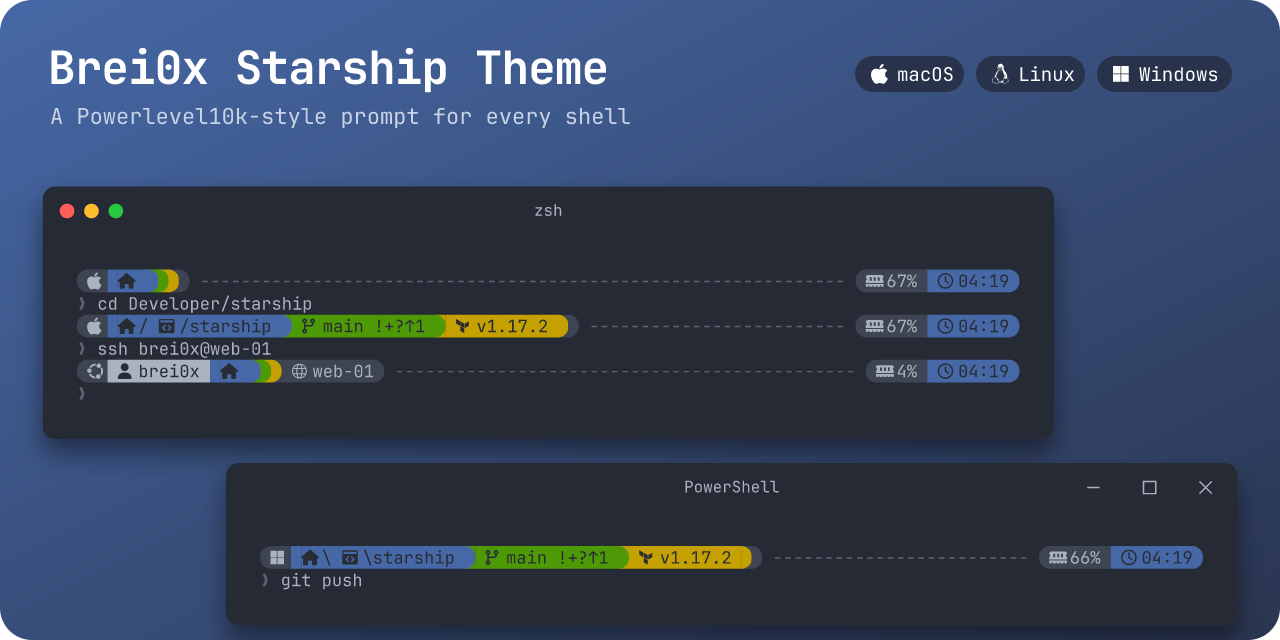 Brei0x Starship Theme
macOS Linux Windows
A Powerlevel10k-style prompt for every shell
zsh
67% 04:19
❯ cd Developer/starship
/ /starship main !+?↑1 v1.17.2 67% 04:19
❯ ssh brei0x@web-01
brei0x web-01 4% 04:19
❯
PowerShell
\ \starship main !+?↑1 v1.17.2 66% 04:19
❯ git push